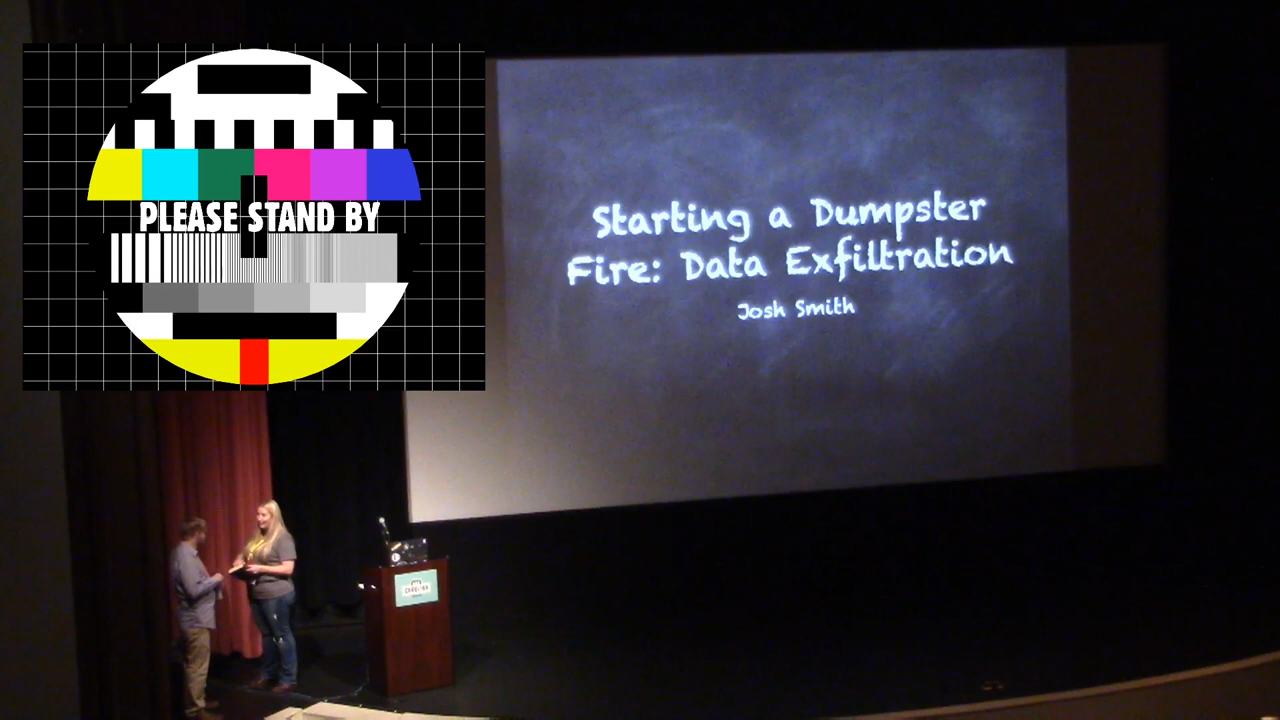 PLEASE STAND BY
Starting a Dumpster
Fire: Data Exfiltration
Josh Smith